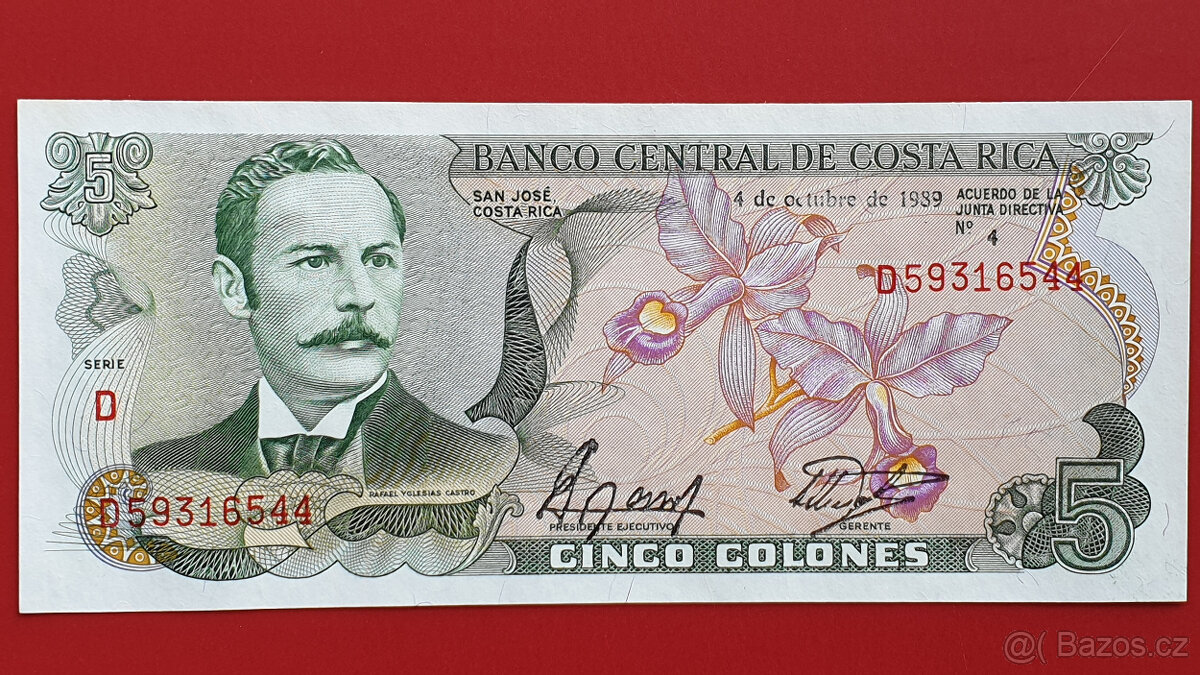 5
BANCO CENTRAL DE COSTA RICA
SAN JOSÉ,
COSTA RICA
4 de octubre de 1989
ACUERDO DE LA
JUNTA DIRECTIVA
Nº 4
D59316544
SERIE
D
RAFAEL YGLESIAS CASTRO
D59316544
PRESIDENTE EJECUTIVO
GERENTE
CINCO COLONES
5
@( Bazos.cz